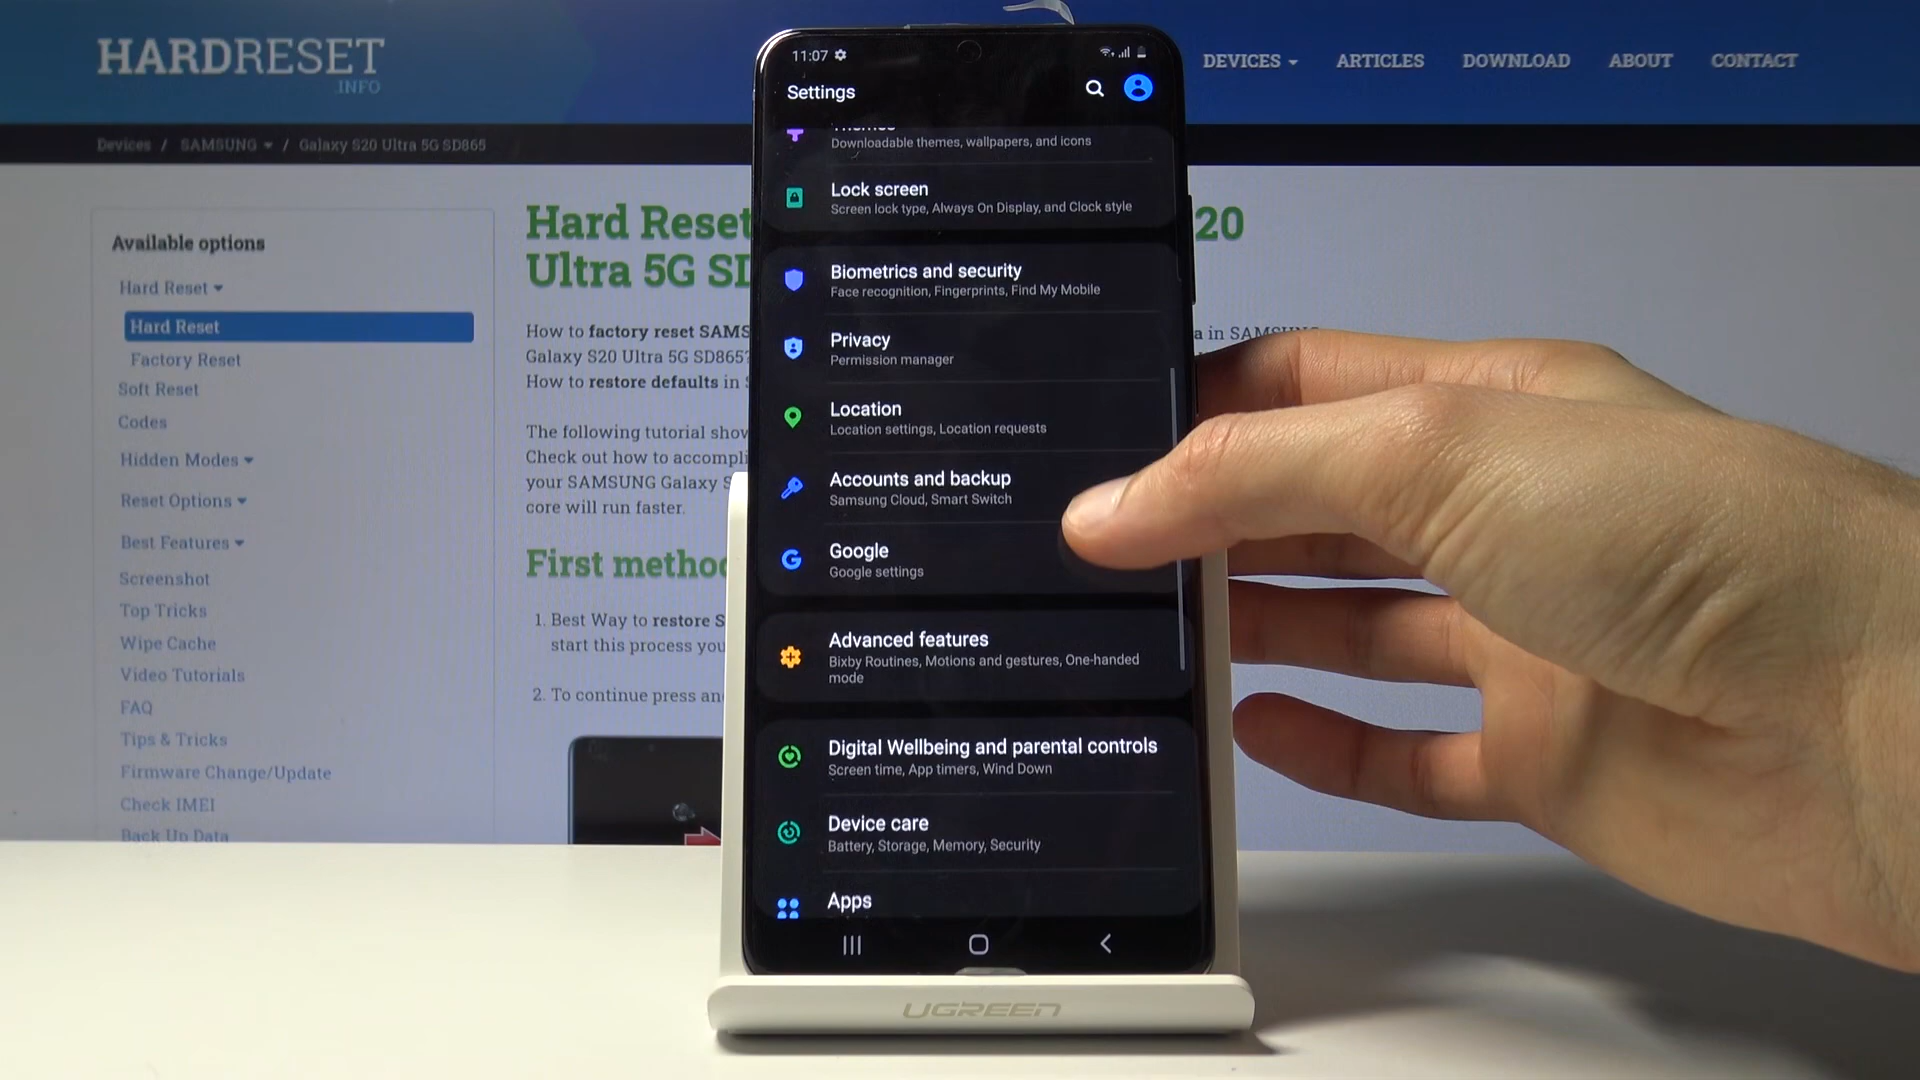 HARDRESET
.INFO
DEVICES
ARTICLES
DOWNLOAD
ABOUT
CONTACT
Devices / SAMSUNG / Galaxy S20 Ultra 5G SD865
Available options
Hard Reset
Hard Reset
Factory Reset
Soft Reset
Codes
Hidden Modes
Reset Options
Best Features
Screenshot
Top Tricks
Wipe Cache
Video Tutorials
FAQ
Tips & Tricks
Firmware Change/Update
Check IMEI
Back Up Data
Hard Reset
20
Ultra 5G
How to factory reset
a in
Galaxy S20 Ultra 5G SD865?
How to restore defaults in
The following tutorial
Check out how to
your SAMSUNG Galaxy
core will run faster.
First
1. Best Way to restore
start this process
2. To continue press
11:07
Settings
Themes
Downloadable themes, wallpapers, and icons
Lock screen
Screen lock type, Always On Display, and Clock style
Biometrics and security
Face recognition, Fingerprints, Find My Mobile
Privacy
Permission manager
Location
Location settings, Location requests
Accounts and backup
Samsung Cloud, Smart Switch
Google
Google settings
Advanced features
Bixby Routines, Motions and gestures, One-handed
mode
Digital Wellbeing and parental controls
Screen time, App timers, Wind Down
Device care
Battery, Storage, Memory, Security
Apps
UGREEN